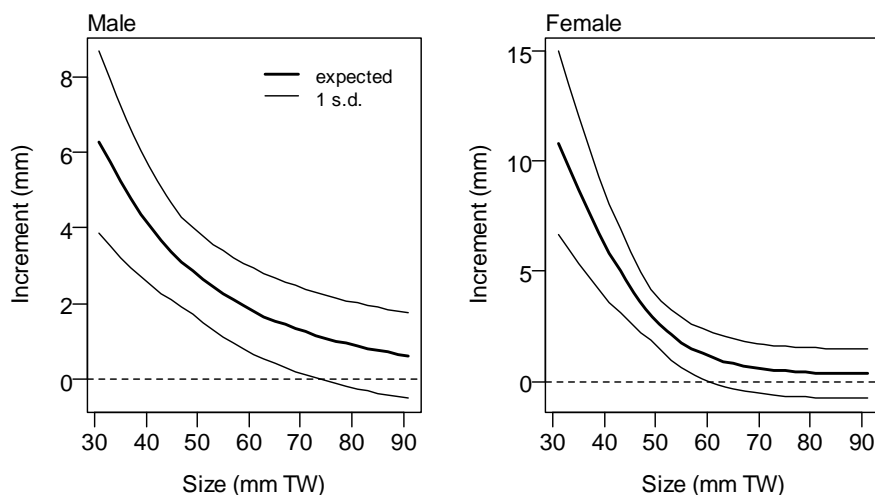 Male
Increment (mm)
8
6
4
2
0
expected
1 s.d.
30 40 50 60 70 80 90
Size (mm TW)
Female
Increment (mm)
15
10
5
0
30 40 50 60 70 80 90
Size (mm TW)